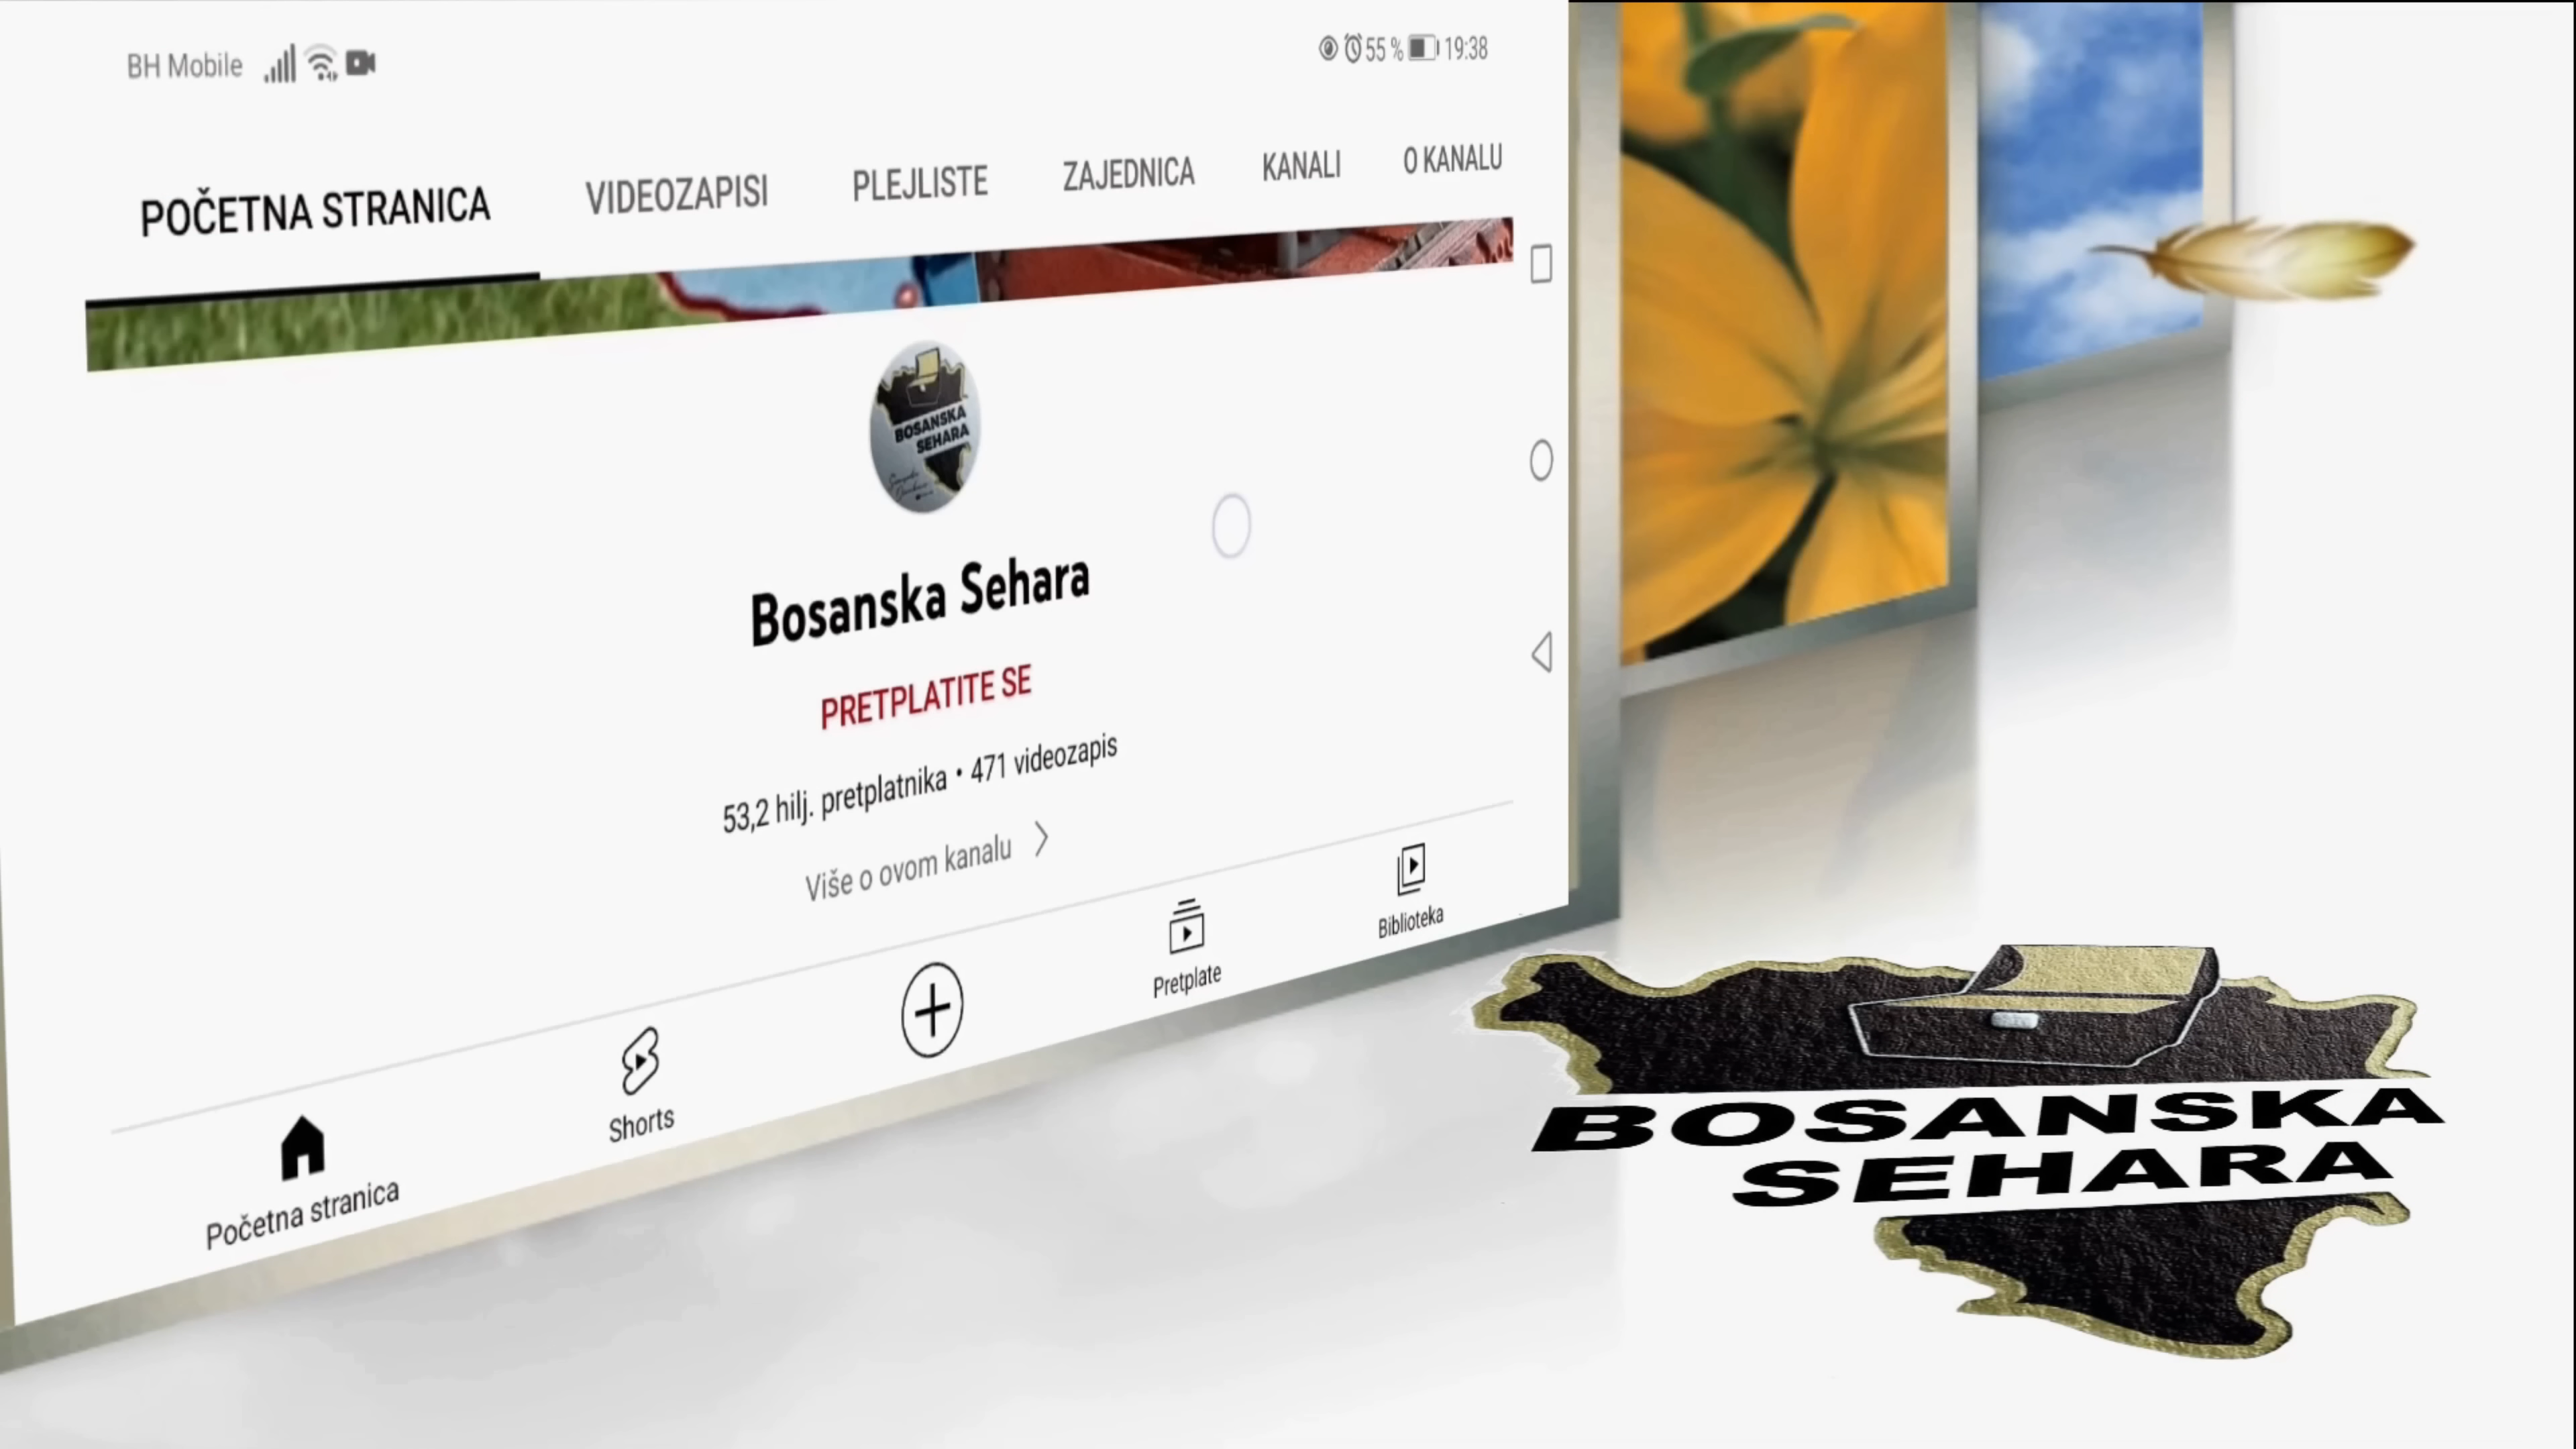 BH Mobile
55 % 19:38
POČETNA STRANICA VIDEOZAPISI PLEJLISTE ZAJEDNICA KANALI O KANALU
BOSANSKA
SEHARA
Bosanska Sehara
PRETPLATITE SE
53,2 hilj. pretplatnika • 471 videozapis
Više o ovom kanalu
Početna stranica
Shorts
Pretplate
Biblioteka
BOSANSKA
SEHARA